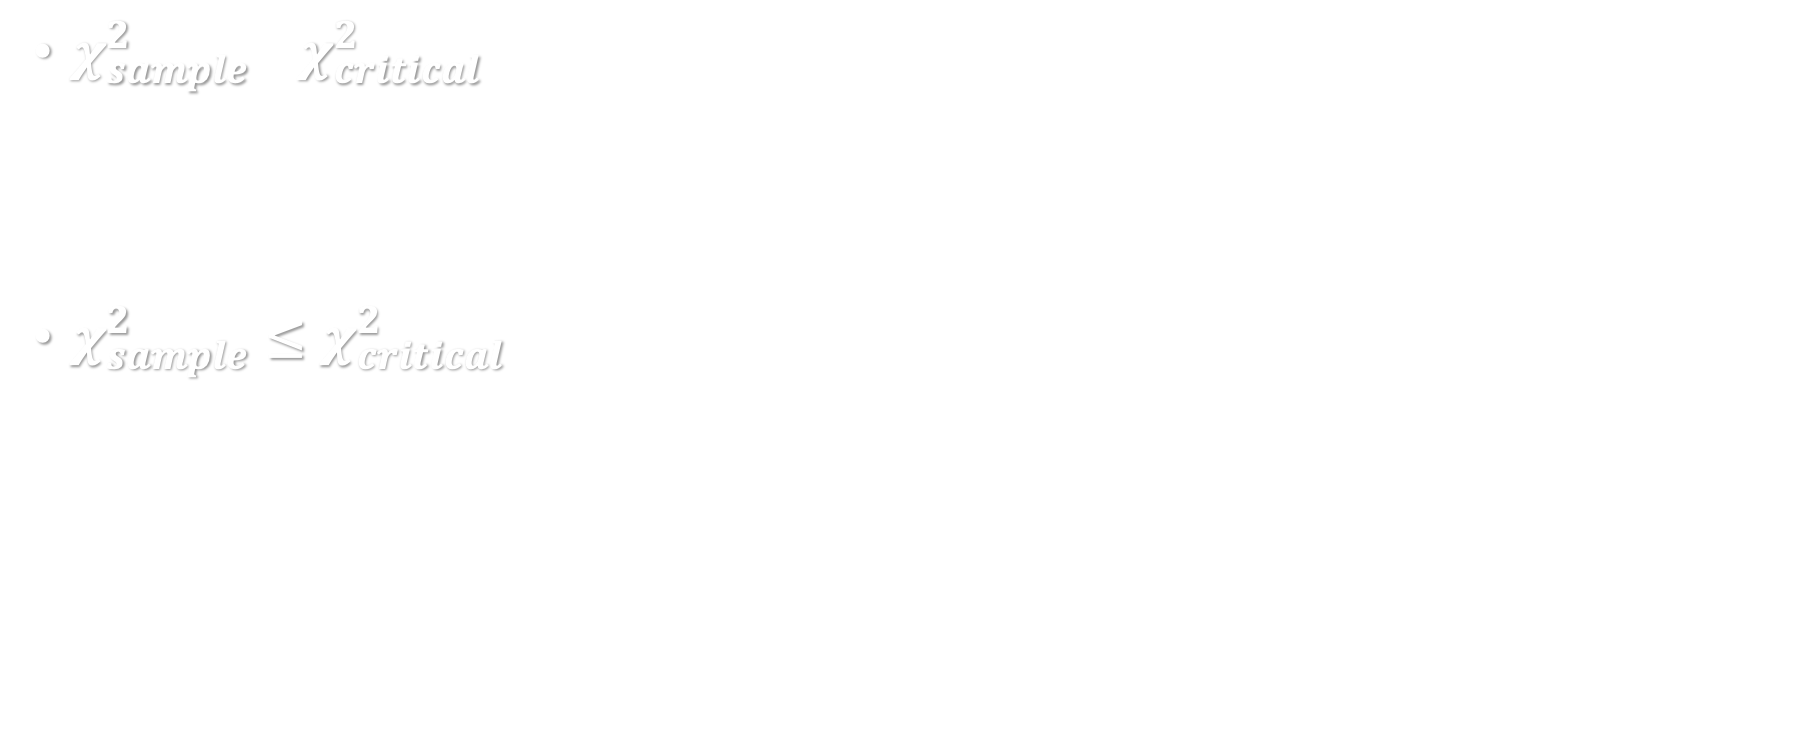 • χ²sample χ²critical
• χ²sample ≤ χ²critical